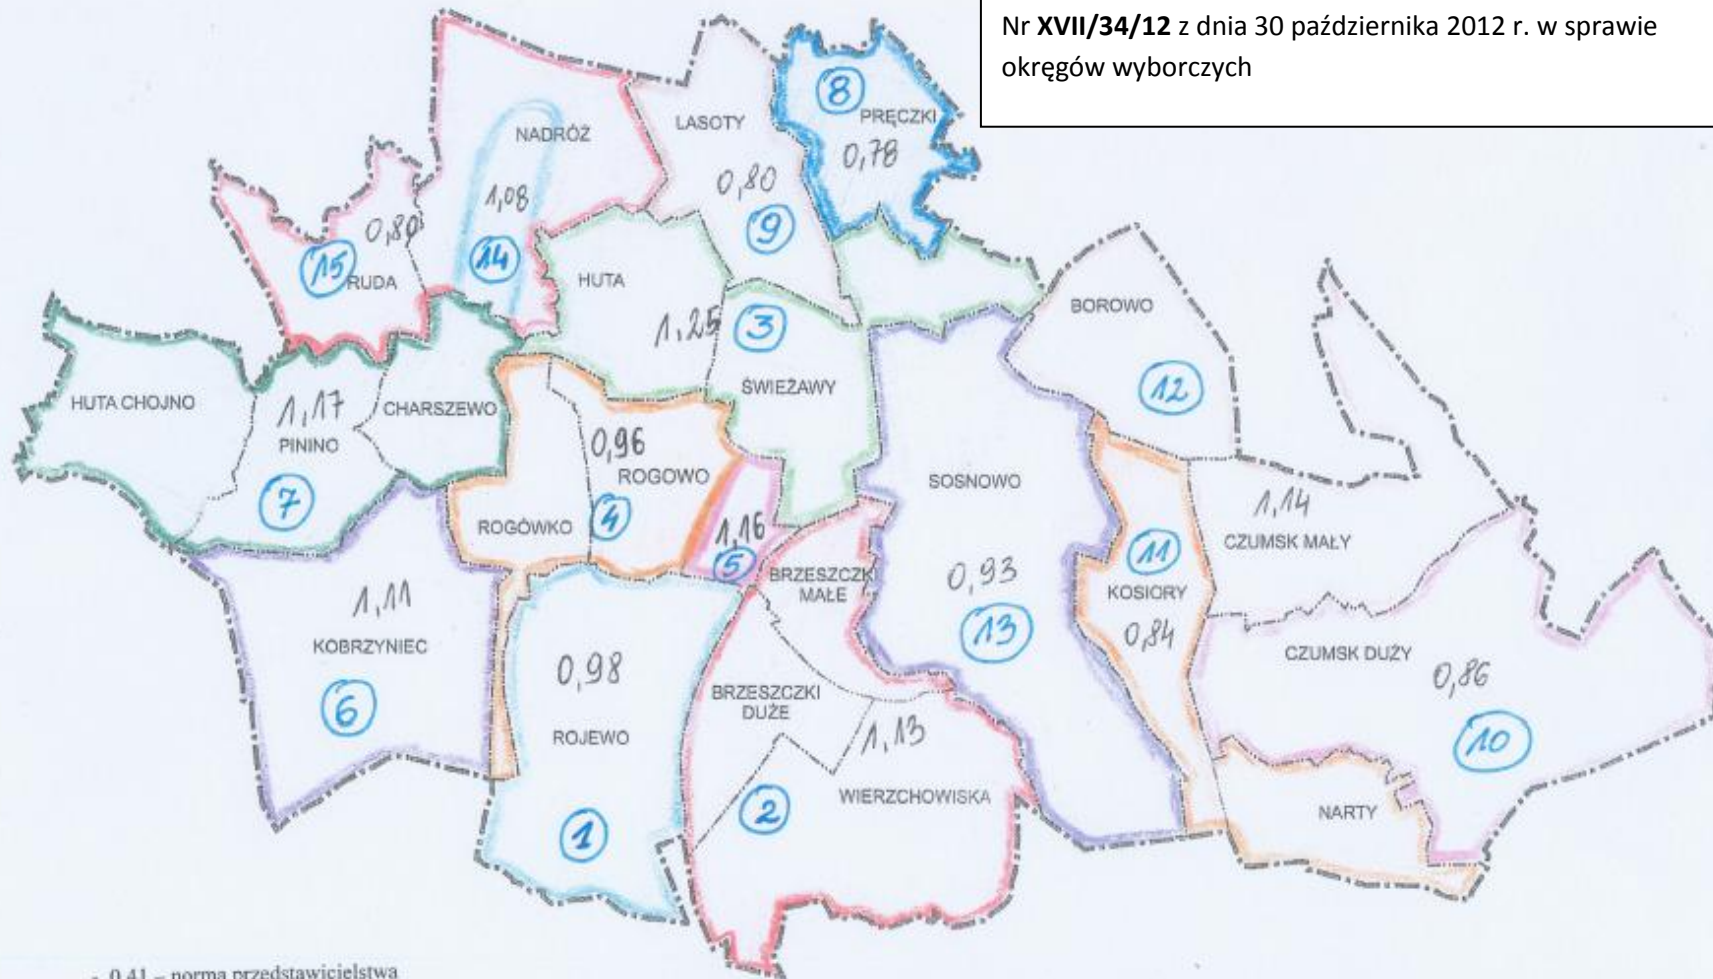 Nr XVII/34/12 z dnia 30 października 2012 r. w sprawie
okręgów wyborczych
8
PRĘCZKI
0,78
LASOTY
0,80
9
NADRÓŻ
1,08
14
0,80
15
RUDA
HUTA
1,25
3
ŚWIEŻAWY
BOROWO
12
HUTA CHOJNO
1,17
PININO
7
CHARSZEWO
0,96
ROGOWO
ROGÓWKO
4
1,16
5
SOSNOWO
0,93
13
1,14
CZUMSK MAŁY
11
KOSIORY
0,84
BRZESZCZKI
MAŁE
1,11
KOBRZYNIEC
6
0,98
ROJEWO
1
BRZESZCZKI
DUŻE
1,13
WIERZCHOWISKA
2
CZUMSK DUŻY
0,86
10
NARTY
- 0,41 – norma przedstawicielstwa